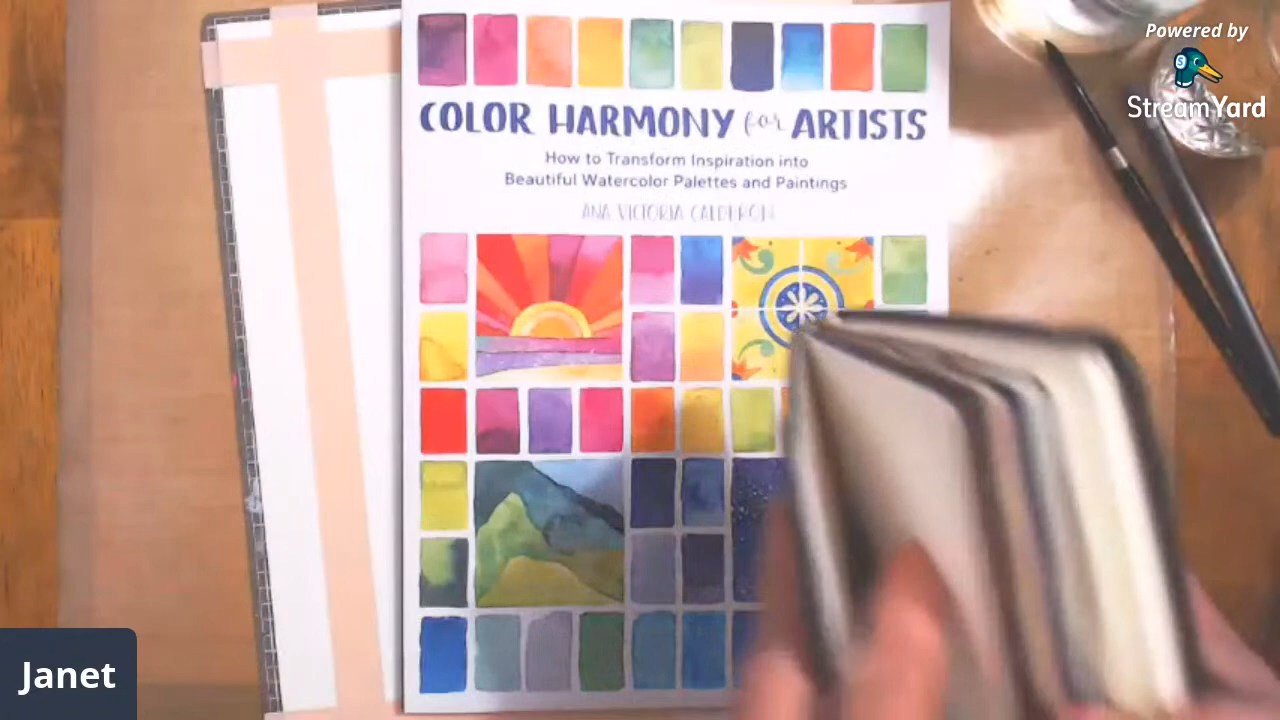 Powered by
StreamYard
COLOR HARMONY for ARTISTS
How to Transform Inspiration into
Beautiful Watercolor Palettes and Paintings
ANA VICTORIA CALDERON
Janet